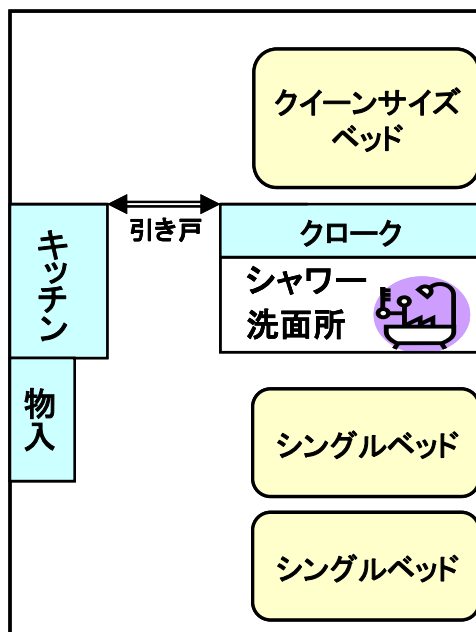 クイーンサイズ
ベッド
引き戸
キッチン
クローク
シャワー
洗面所
物入
シングルベッド
シングルベッド